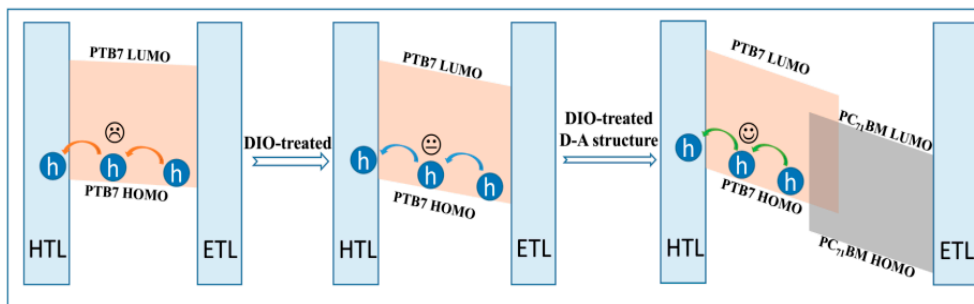 PTB7 LUMO
h
h
h
PTB7 HOMO
HTL
ETL
DIO-treated
PTB7 LUMO
h
h
h
PTB7 HOMO
HTL
ETL
DIO-treated
D-A structure
PTB7 LUMO
PC₇₁BM LUMO
h
h
h
PTB7 HOMO
PC₇₁BM HOMO
HTL
ETL